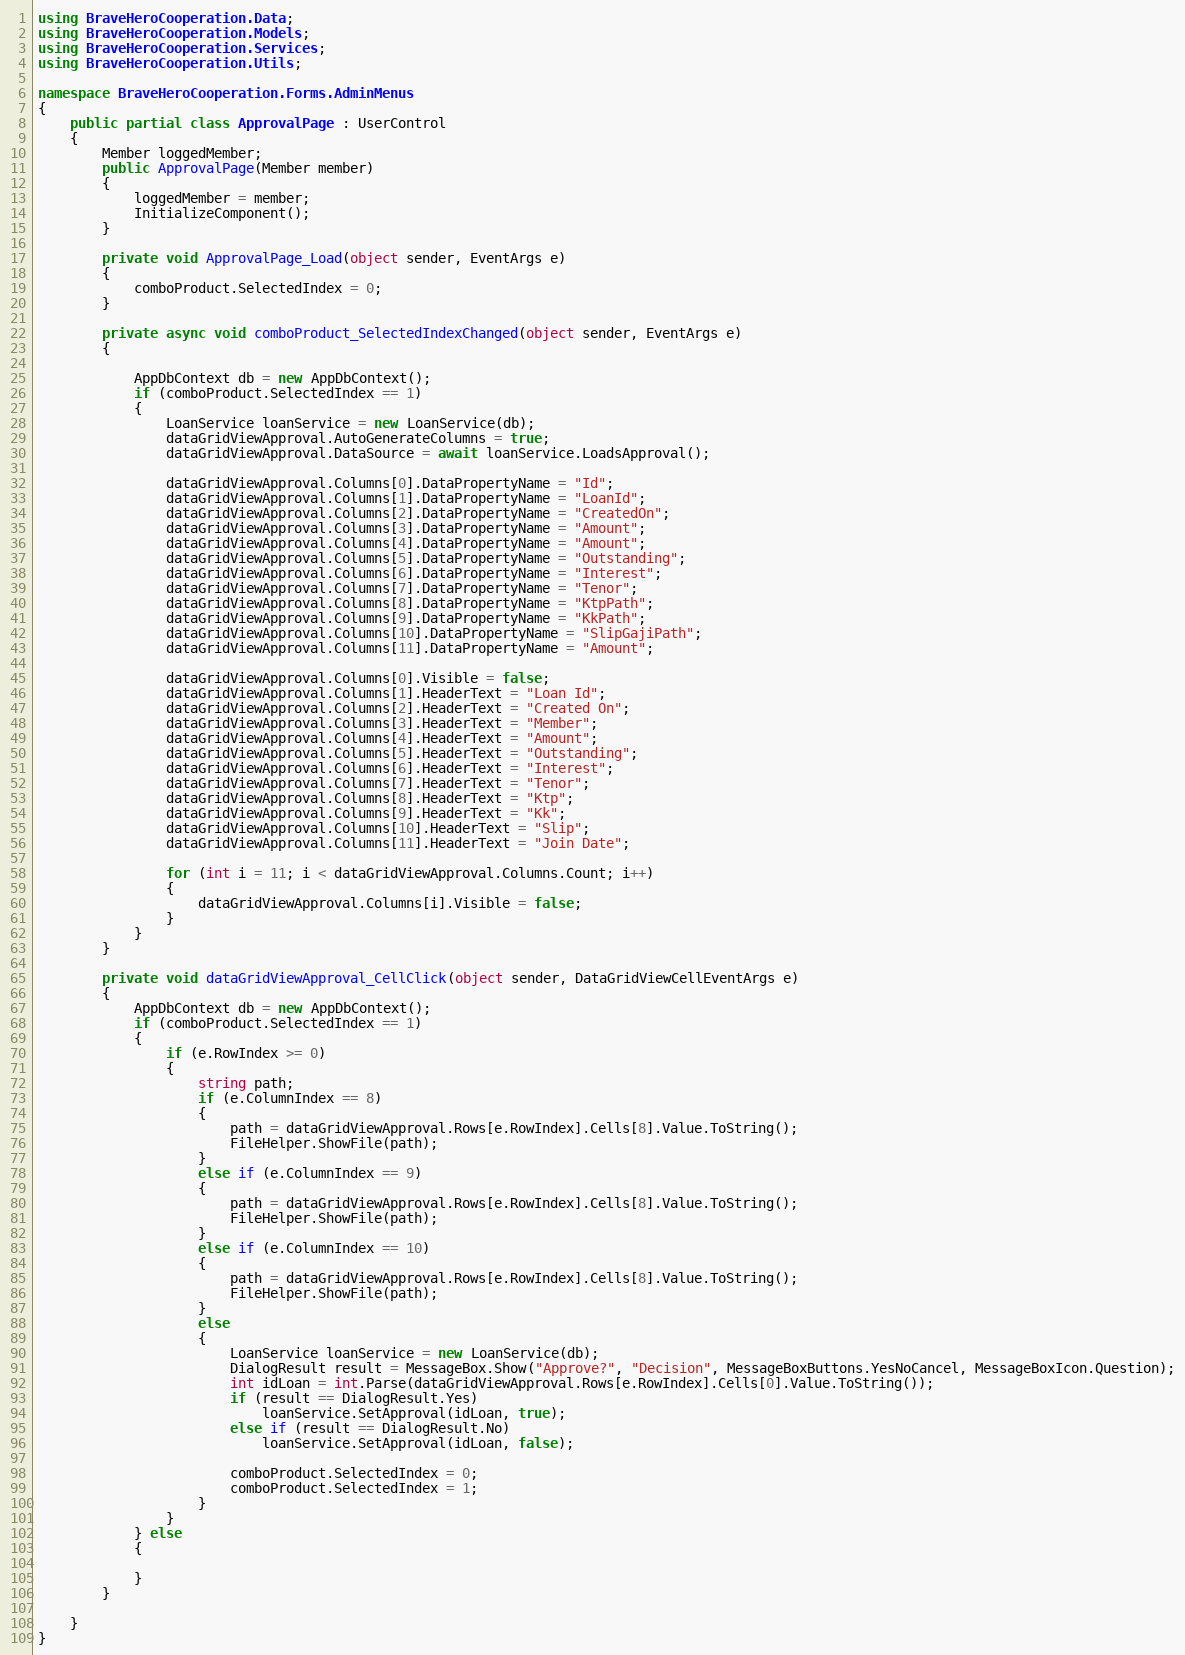 1 using BraveHeroCooperation.Data;
2 using BraveHeroCooperation.Models;
3 using BraveHeroCooperation.Services;
4 using BraveHeroCooperation.Utils;
5
6 namespace BraveHeroCooperation.Forms.AdminMenus
7 {
8     public partial class ApprovalPage : UserControl
9     {
10         Member loggedMember;
11         public ApprovalPage(Member member)
12         {
13             loggedMember = member;
14             InitializeComponent();
15         }
16
17         private void ApprovalPage_Load(object sender, EventArgs e)
18         {
19             comboProduct.SelectedIndex = 0;
20         }
21
22         private async void comboProduct_SelectedIndexChanged(object sender, EventArgs e)
23         {
24
25             AppDbContext db = new AppDbContext();
26             if (comboProduct.SelectedIndex == 1)
27             {
28                 LoanService loanService = new LoanService(db);
29                 dataGridViewApproval.AutoGenerateColumns = true;
30                 dataGridViewApproval.DataSource = await loanService.LoadsApproval();
31
32                 dataGridViewApproval.Columns[0].DataPropertyName = "Id";
33                 dataGridViewApproval.Columns[1].DataPropertyName = "LoanId";
34                 dataGridViewApproval.Columns[2].DataPropertyName = "CreatedOn";
35                 dataGridViewApproval.Columns[3].DataPropertyName = "Amount";
36                 dataGridViewApproval.Columns[4].DataPropertyName = "Amount";
37                 dataGridViewApproval.Columns[5].DataPropertyName = "Outstanding";
38                 dataGridViewApproval.Columns[6].DataPropertyName = "Interest";
39                 dataGridViewApproval.Columns[7].DataPropertyName = "Tenor";
40                 dataGridViewApproval.Columns[8].DataPropertyName = "KtpPath";
41                 dataGridViewApproval.Columns[9].DataPropertyName = "KkPath";
42                 dataGridViewApproval.Columns[10].DataPropertyName = "SlipGajiPath";
43                 dataGridViewApproval.Columns[11].DataPropertyName = "Amount";
44
45                 dataGridViewApproval.Columns[0].Visible = false;
46                 dataGridViewApproval.Columns[1].HeaderText = "Loan Id";
47                 dataGridViewApproval.Columns[2].HeaderText = "Created On";
48                 dataGridViewApproval.Columns[3].HeaderText = "Member";
49                 dataGridViewApproval.Columns[4].HeaderText = "Amount";
50                 dataGridViewApproval.Columns[5].HeaderText = "Outstanding";
51                 dataGridViewApproval.Columns[6].HeaderText = "Interest";
52                 dataGridViewApproval.Columns[7].HeaderText = "Tenor";
53                 dataGridViewApproval.Columns[8].HeaderText = "Ktp";
54                 dataGridViewApproval.Columns[9].HeaderText = "Kk";
55                 dataGridViewApproval.Columns[10].HeaderText = "Slip";
56                 dataGridViewApproval.Columns[11].HeaderText = "Join Date";
57
58                 for (int i = 11; i < dataGridViewApproval.Columns.Count; i++)
59                 {
60                     dataGridViewApproval.Columns[i].Visible = false;
61                 }
62             }
63         }
64
65         private void dataGridViewApproval_CellClick(object sender, DataGridViewCellEventArgs e)
66         {
67             AppDbContext db = new AppDbContext();
68             if (comboProduct.SelectedIndex == 1)
69             {
70                 if (e.RowIndex >= 0)
71                 {
72                     string path;
73                     if (e.ColumnIndex == 8)
74                     {
75                         path = dataGridViewApproval.Rows[e.RowIndex].Cells[8].Value.ToString();
76                         FileHelper.ShowFile(path);
77                     }
78                     else if (e.ColumnIndex == 9)
79                     {
80                         path = dataGridViewApproval.Rows[e.RowIndex].Cells[8].Value.ToString();
81                         FileHelper.ShowFile(path);
82                     }
83                     else if (e.ColumnIndex == 10)
84                     {
85                         path = dataGridViewApproval.Rows[e.RowIndex].Cells[8].Value.ToString();
86                         FileHelper.ShowFile(path);
87                     }
88                     else
89                     {
90                         LoanService loanService = new LoanService(db);
91                         DialogResult result = MessageBox.Show("Approve?", "Decision", MessageBoxButtons.YesNoCancel, MessageBoxIcon.Question);
92                         int idLoan = int.Parse(dataGridViewApproval.Rows[e.RowIndex].Cells[0].Value.ToString());
93                         if (result == DialogResult.Yes)
94                             loanService.SetApproval(idLoan, true);
95                         else if (result == DialogResult.No)
96                             loanService.SetApproval(idLoan, false);
97
98                         comboProduct.SelectedIndex = 0;
99                         comboProduct.SelectedIndex = 1;
100                     }
101                 }
102             } else
103             {
104
105             }
106         }
107
108     }
109 }